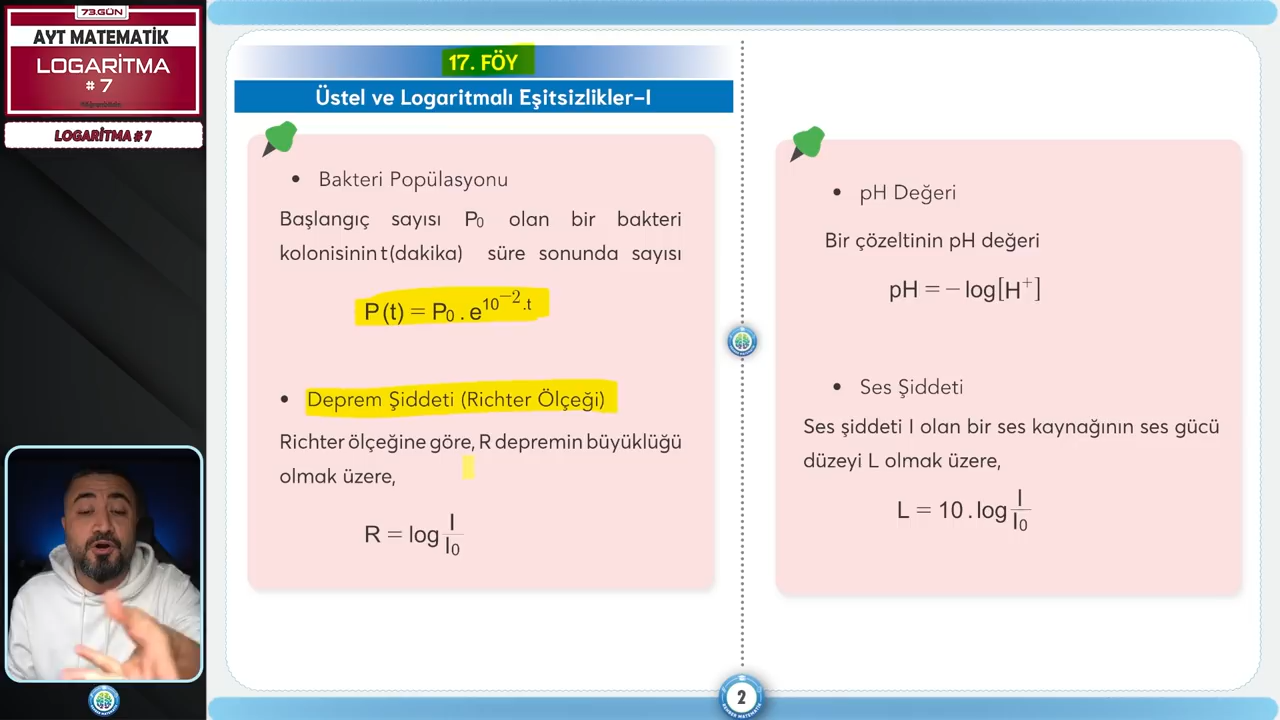 73.GÜN
AYT MATEMATİK
LOGARİTMA
# 7
LOGARİTMA # 7
17. FÖY
Üstel ve Logaritmalı Eşitsizlikler-I
• Bakteri Popülasyonu
Başlangıç sayısı P₀ olan bir bakteri
kolonisinin t(dakika) süre sonunda sayısı
P(t) = P₀ . e^(10⁻² . t)
• Deprem Şiddeti (Richter Ölçeği)
Richter ölçeğine göre, R depremin büyüklüğü
olmak üzere,
R = log I/I₀
• pH Değeri
Bir çözeltinin pH değeri
pH = − log[H⁺]
• Ses Şiddeti
Ses şiddeti I olan bir ses kaynağının ses gücü
düzeyi L olmak üzere,
L = 10 . log I/I₀
2